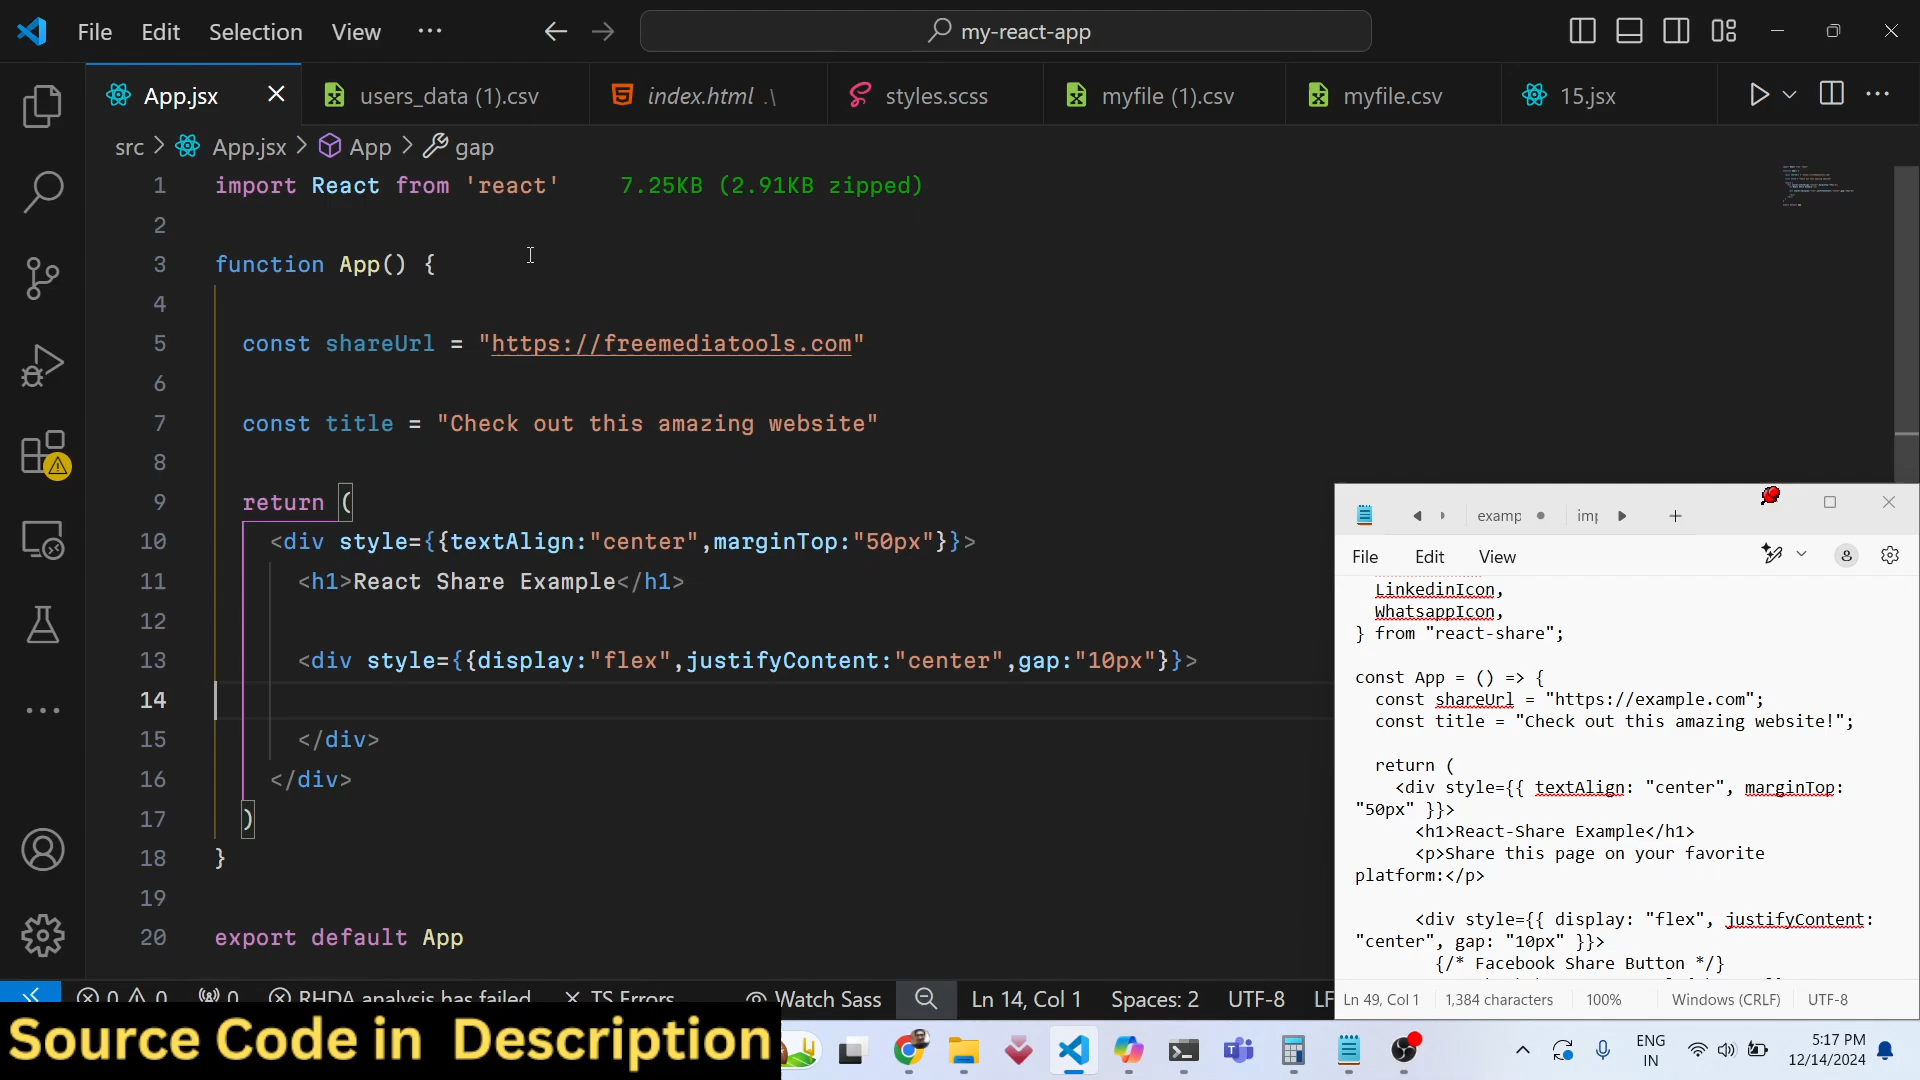 File Edit Selection View ··· my-react-app
App.jsx users_data (1).csv index.html .\ styles.scss myfile (1).csv myfile.csv 15.jsx
src > App.jsx > App > gap
1 import React from 'react' 7.25KB (2.91KB zipped)
2
3 function App() {
4
5 const shareUrl = "https://freemediatools.com"
6
7 const title = "Check out this amazing website"
8
9 return (
10 <div style={{textAlign:"center",marginTop:"50px"}}>
11 <h1>React Share Example</h1>
12
13 <div style={{display:"flex",justifyContent:"center",gap:"10px"}}>
14
15 </div>
16 </div>
17 )
18 }
19
20 export default App
examp imp
File Edit View
LinkedinIcon,
WhatsappIcon,
} from "react-share";
const App = () => {
const shareUrl = "https://example.com";
const title = "Check out this amazing website!";
return (
<div style={{ textAlign: "center", marginTop:
"50px" }}>
<h1>React-Share Example</h1>
<p>Share this page on your favorite
platform:</p>
<div style={{ display: "flex", justifyContent:
"center", gap: "10px" }}>
{/* Facebook Share Button */}
Ln 49, Col 1 1,384 characters 100% Windows (CRLF) UTF-8
0 0 0 RHDA analysis has failed TS Errors Watch Sass Ln 14, Col 1 Spaces: 2 UTF-8 LF
Source Code in Description
ENG
IN
5:17 PM
12/14/2024